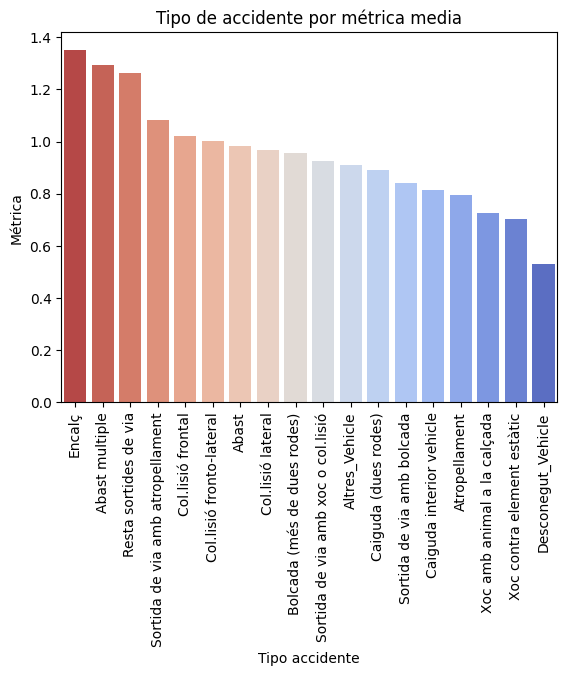 Tipo de accidente por métrica media
1.4
1.2
1.0
0.8
0.6
0.4
0.2
0.0
Métrica
Encalç
Abast multiple
Resta sortides de via
Sortida de via amb atropellament
Col.lisió frontal
Col.lisió fronto-lateral
Abast
Col.lisió lateral
Bolcada (més de dues rodes)
Sortida de via amb xoc o col.lisió
Altres_Vehicle
Caiguda (dues rodes)
Sortida de via amb bolcada
Caiguda interior vehicle
Atropellament
Xoc amb animal a la calçada
Xoc contra element estàtic
Desconegut_Vehicle
Tipo accidente